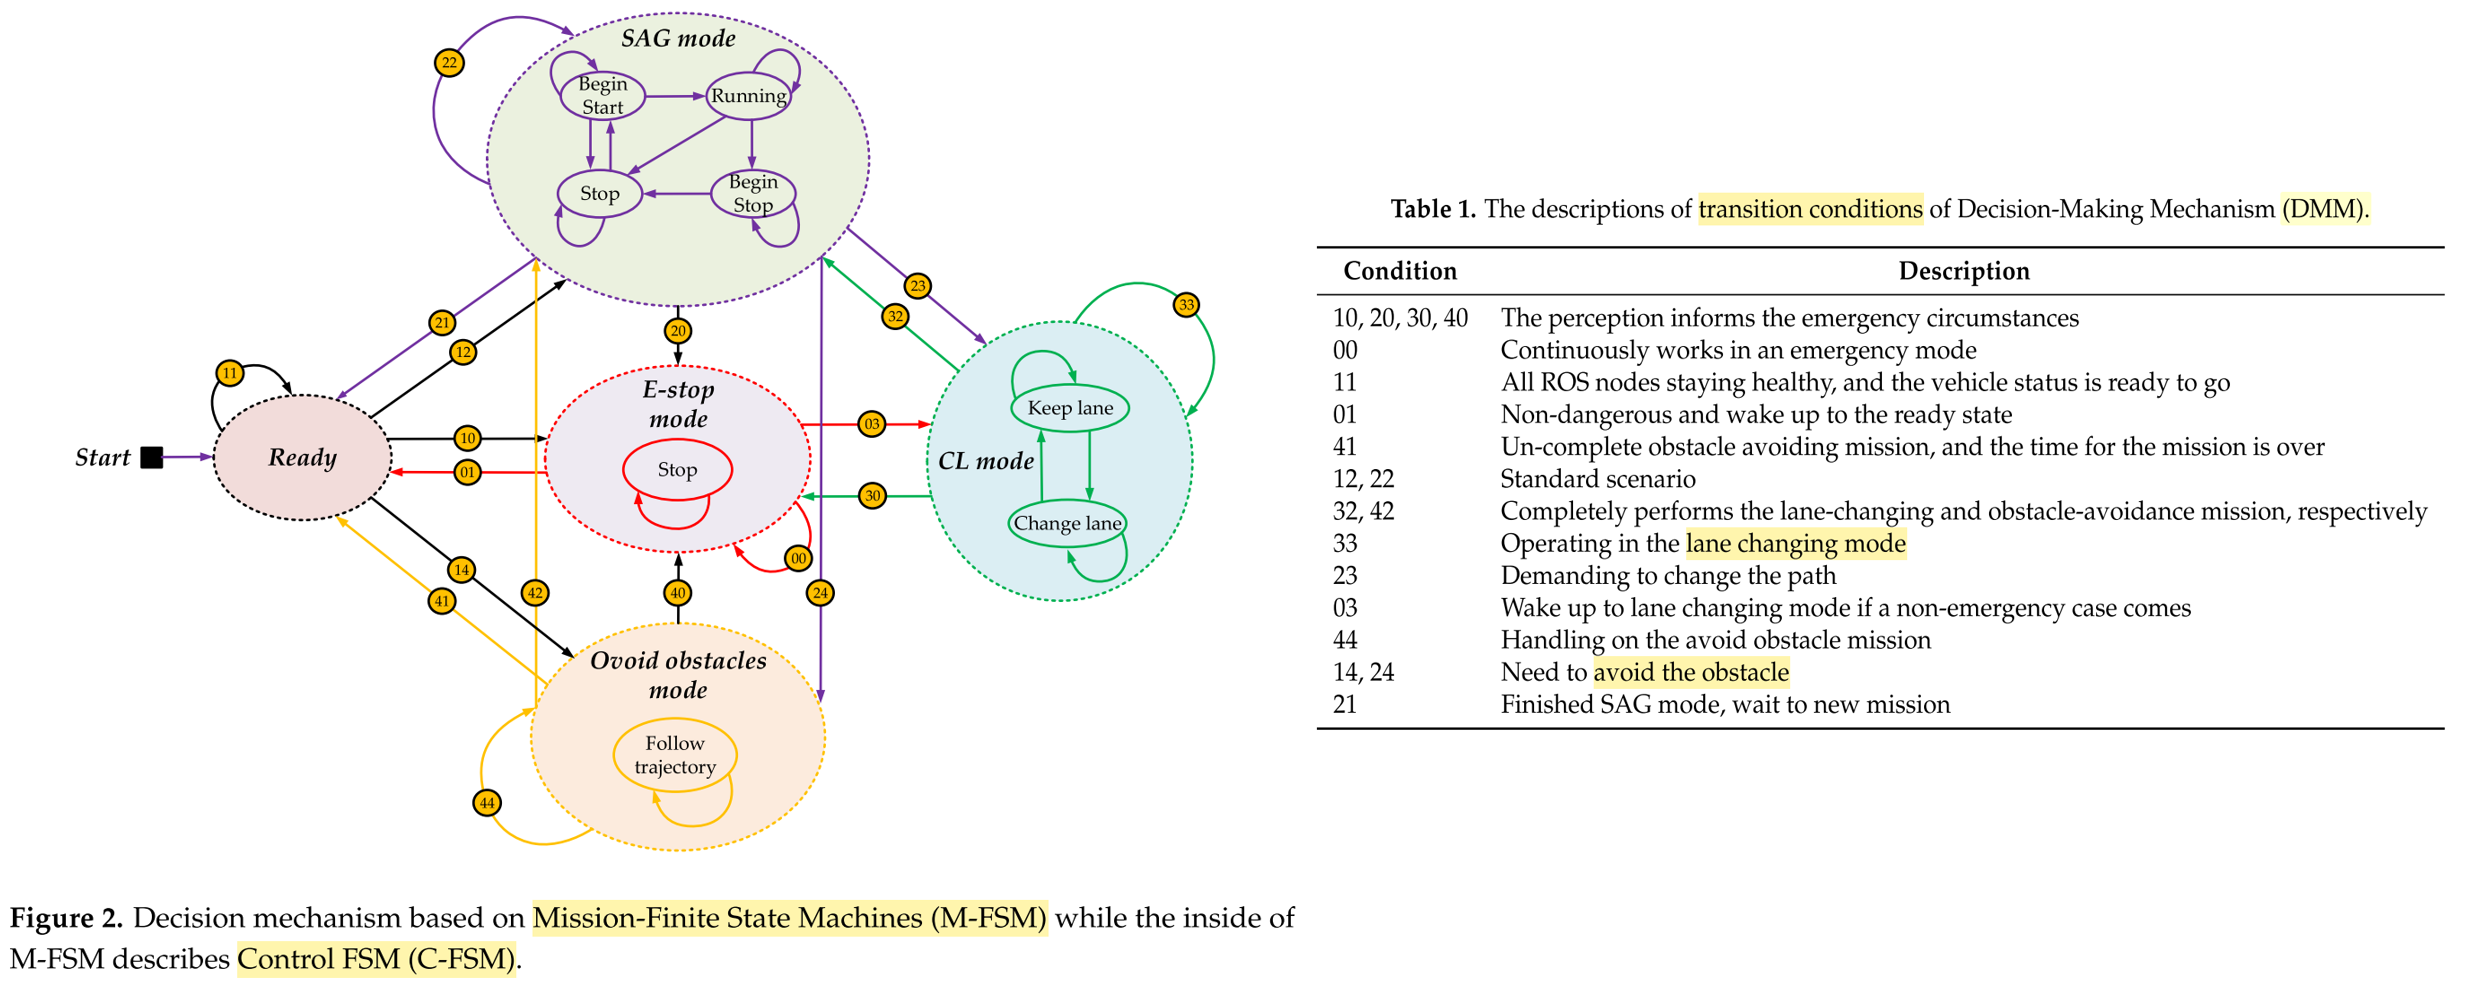 SAG mode
22
Begin
Start
Running
Stop
Begin
Stop
21
12
20
23
32
33
11
E-stop
mode
Stop
Keep lane
Change lane
CL mode
03
30
10
01
Start
Ready
00
14
41
42
40
24
Ovoid obstacles
mode
Follow
trajectory
44
Figure 2. Decision mechanism based on Mission-Finite State Machines (M-FSM) while the inside of
M-FSM describes Control FSM (C-FSM).
Table 1. The descriptions of transition conditions of Decision-Making Mechanism (DMM).
Condition Description
10, 20, 30, 40 The perception informs the emergency circumstances
00 Continuously works in an emergency mode
11 All ROS nodes staying healthy, and the vehicle status is ready to go
01 Non-dangerous and wake up to the ready state
41 Un-complete obstacle avoiding mission, and the time for the mission is over
12, 22 Standard scenario
32, 42 Completely performs the lane-changing and obstacle-avoidance mission, respectively
33 Operating in the lane changing mode
23 Demanding to change the path
03 Wake up to lane changing mode if a non-emergency case comes
44 Handling on the avoid obstacle mission
14, 24 Need to avoid the obstacle
21 Finished SAG mode, wait to new mission